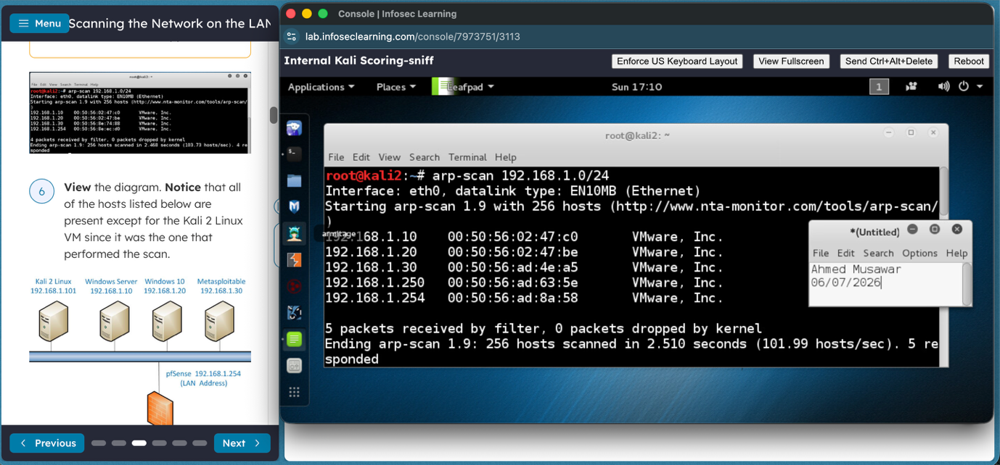 Menu
Scanning the Network on the LAN
root@kali2: ~
File Edit View Search Terminal Help
root@kali2:~# arp-scan 192.168.1.0/24
Interface: eth0, datalink type: EN10MB (Ethernet)
Starting arp-scan 1.9 with 256 hosts (http://www.nta-monitor.com/tools/arp-scan/
)
192.168.1.10 00:50:56:02:47:c0 VMware, Inc.
192.168.1.20 00:50:56:02:47:be VMware, Inc.
192.168.1.30 00:50:56:8e:74:88 VMware, Inc.
192.168.1.254 00:50:56:8e:ec:d0 VMware, Inc.
4 packets received by filter, 0 packets dropped by kernel
Ending arp-scan 1.9: 256 hosts scanned in 2.468 seconds (103.73 hosts/sec). 4 re
sponded
6
View the diagram. Notice that all
of the hosts listed below are
present except for the Kali 2 Linux
VM since it was the one that
performed the scan.
Kali 2 Linux Windows Server Windows 10 Metasploitable
192.168.1.101 192.168.1.10 192.168.1.20 192.168.1.30
pfSense 192.168.1.254
(LAN Address)
Previous
Next
Console | Infosec Learning
lab.infoseclearning.com/console/7973751/3113
Internal Kali Scoring-sniff
Enforce US Keyboard Layout View Fullscreen Send Ctrl+Alt+Delete Reboot
Applications Places Leafpad Sun 17:10 1
root@kali2: ~
File Edit View Search Terminal Help
root@kali2:~# arp-scan 192.168.1.0/24
Interface: eth0, datalink type: EN10MB (Ethernet)
Starting arp-scan 1.9 with 256 hosts (http://www.nta-monitor.com/tools/arp-scan/
)
armitage
192.168.1.10 00:50:56:02:47:c0 VMware, Inc.
192.168.1.20 00:50:56:02:47:be VMware, Inc.
192.168.1.30 00:50:56:ad:4e:a5 VMware, Inc.
192.168.1.250 00:50:56:ad:63:5e VMware, Inc.
192.168.1.254 00:50:56:ad:8a:58 VMware, Inc.
5 packets received by filter, 0 packets dropped by kernel
Ending arp-scan 1.9: 256 hosts scanned in 2.510 seconds (101.99 hosts/sec). 5 re
sponded
*(Untitled)
File Edit Search Options Help
Ahmed Musawar
06/07/2026